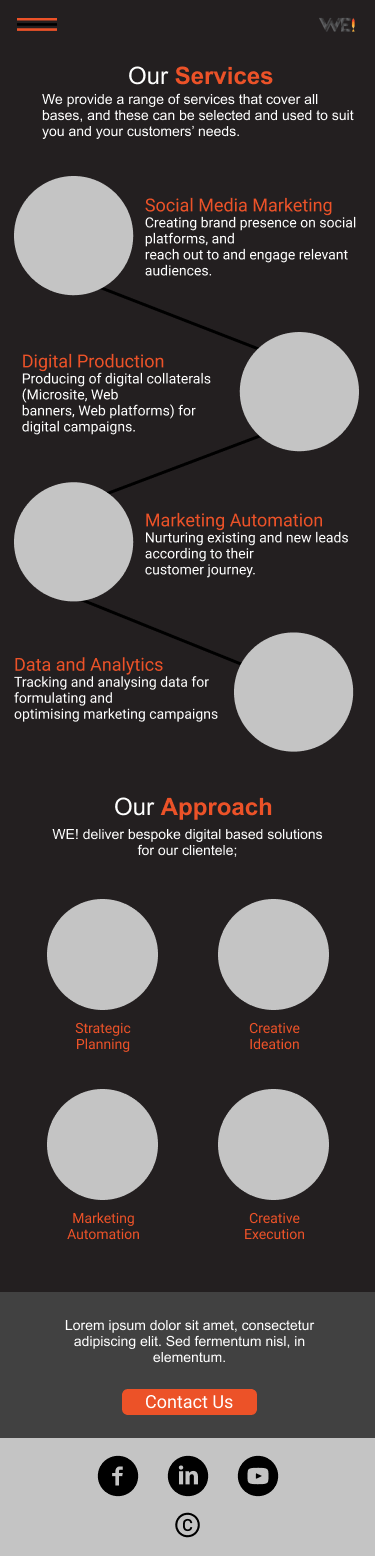 WE!
Our Services
We provide a range of services that cover all
bases, and these can be selected and used to suit
you and your customers’ needs.
Social Media Marketing
Creating brand presence on social
platforms, and
reach out to and engage relevant
audiences.
Digital Production
Producing of digital collaterals
(Microsite, Web
banners, Web platforms) for
digital campaigns.
Marketing Automation
Nurturing existing and new leads
according to their
customer journey.
Data and Analytics
Tracking and analysing data for
formulating and
optimising marketing campaigns
Our Approach
WE! deliver bespoke digital based solutions
for our clientele;
Strategic
Planning
Creative
Ideation
Marketing
Automation
Creative
Execution
Lorem ipsum dolor sit amet, consectetur
adipiscing elit. Sed fermentum nisl, in
elementum.
Contact Us
f in
©